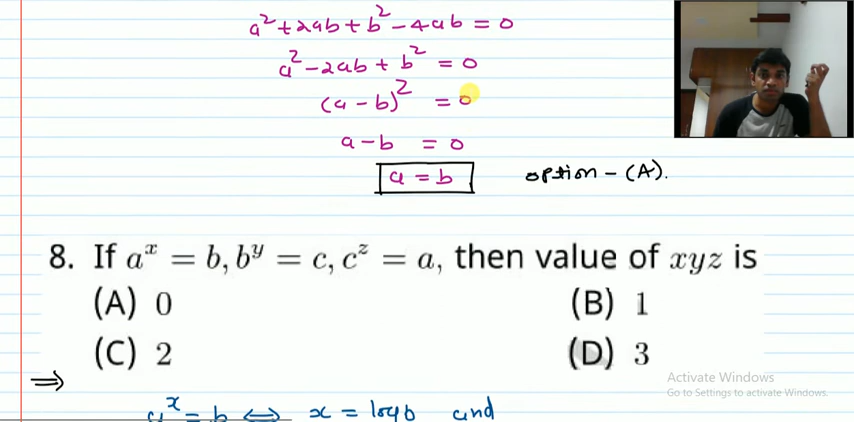 a² + 2ab + b² - 4ab = 0
a² - 2ab + b² = 0
(a - b)² = 0
a - b = 0
a = b option - (A).
8. If aˣ = b, bʸ = c, cᶻ = a, then value of xyz is
(A) 0 (B) 1
(C) 2 (D) 3
⇒
Activate Windows
Go to Settings to activate Windows.
aˣ = b ⇔ x = log b and